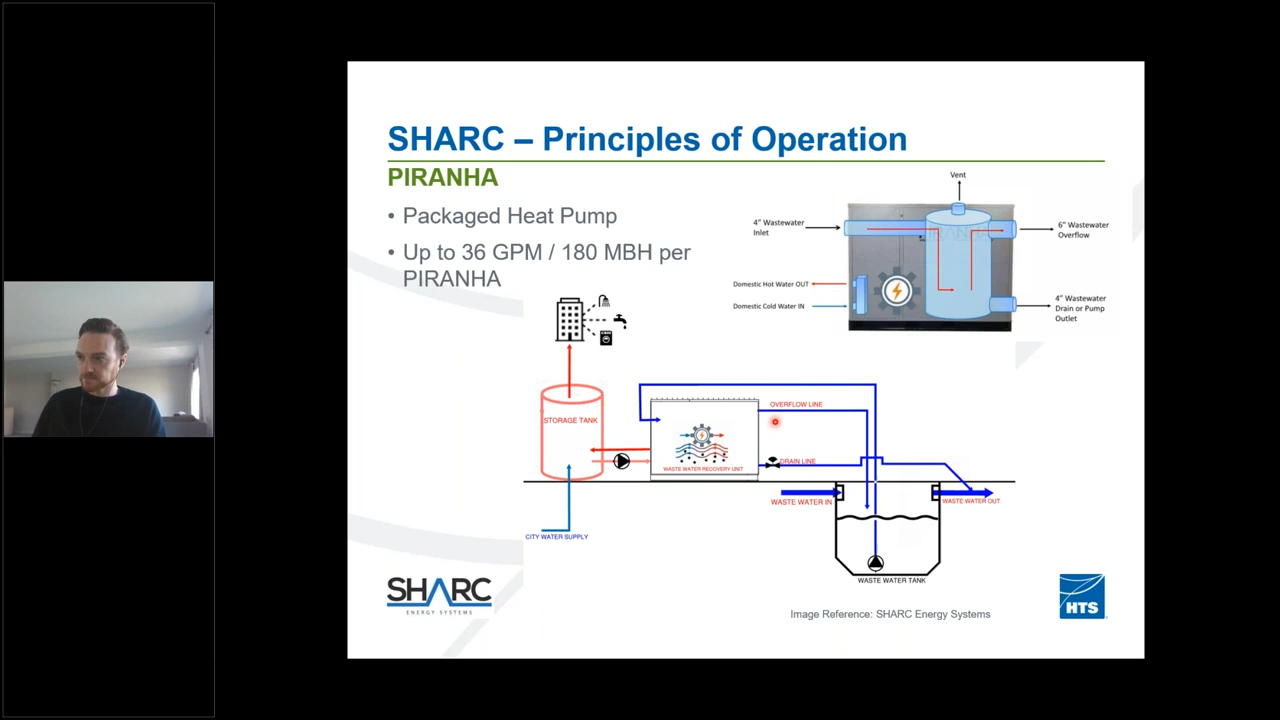 SHARC – Principles of Operation
PIRANHA
• Packaged Heat Pump
• Up to 36 GPM / 180 MBH per
PIRANHA
Vent
4" Wastewater
Inlet
6" Wastewater
Overflow
Domestic Hot Water OUT
Domestic Cold Water IN
4" Wastewater
Drain or Pump
Outlet
STORAGE TANK
OVERFLOW LINE
WASTE WATER RECOVERY UNIT
DRAIN LINE
WASTE WATER IN
WASTE WATER OUT
CITY WATER SUPPLY
WASTE WATER TANK
SHARC
ENERGY SYSTEMS
Image Reference: SHARC Energy Systems
HTS